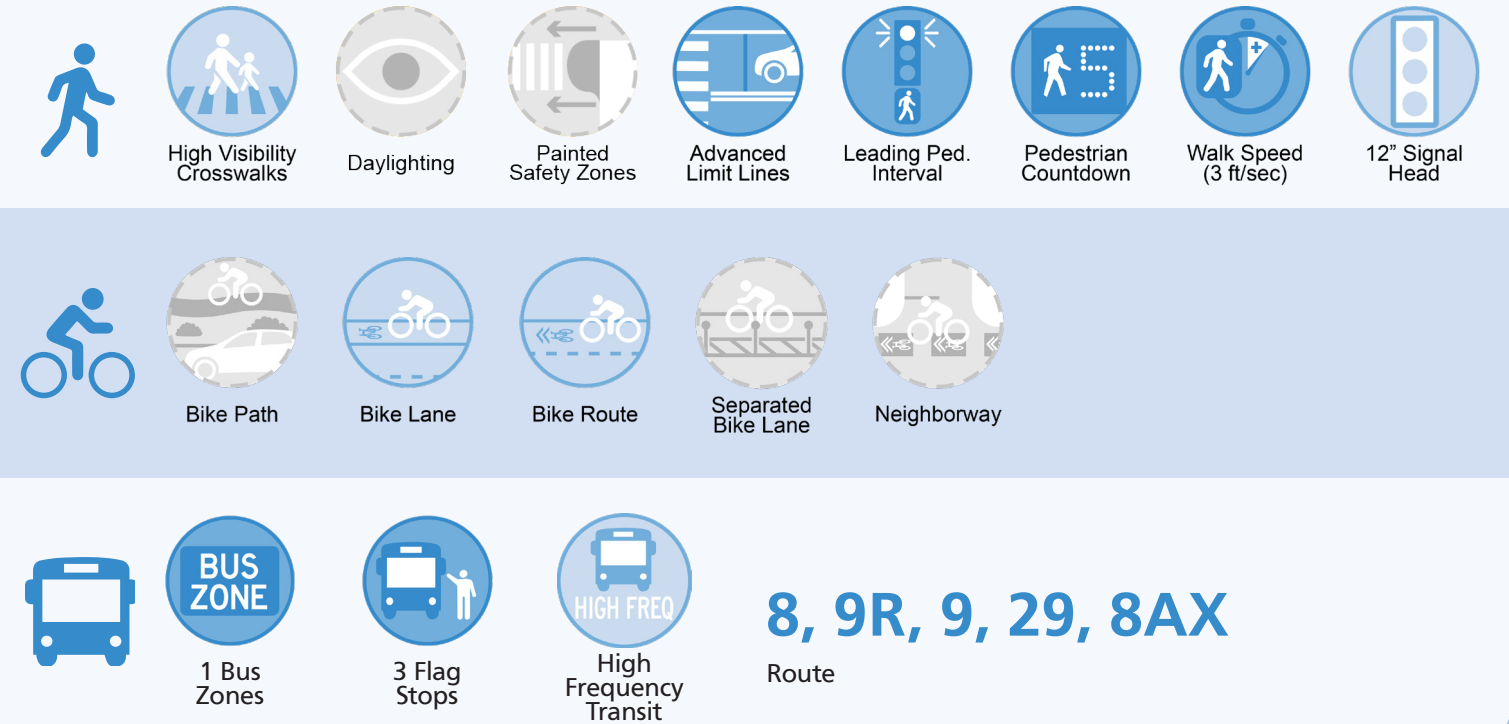 High Visibility
Crosswalks
Daylighting
Painted
Safety Zones
Advanced
Limit Lines
Leading Ped.
Interval
Pedestrian
Countdown
Walk Speed
(3 ft/sec)
12” Signal
Head
Bike Path
Bike Lane
Bike Route
Separated
Bike Lane
Neighborway
BUS
ZONE
1 Bus
Zones
3 Flag
Stops
HIGH FREQ
High
Frequency
Transit
8, 9R, 9, 29, 8AX
Route